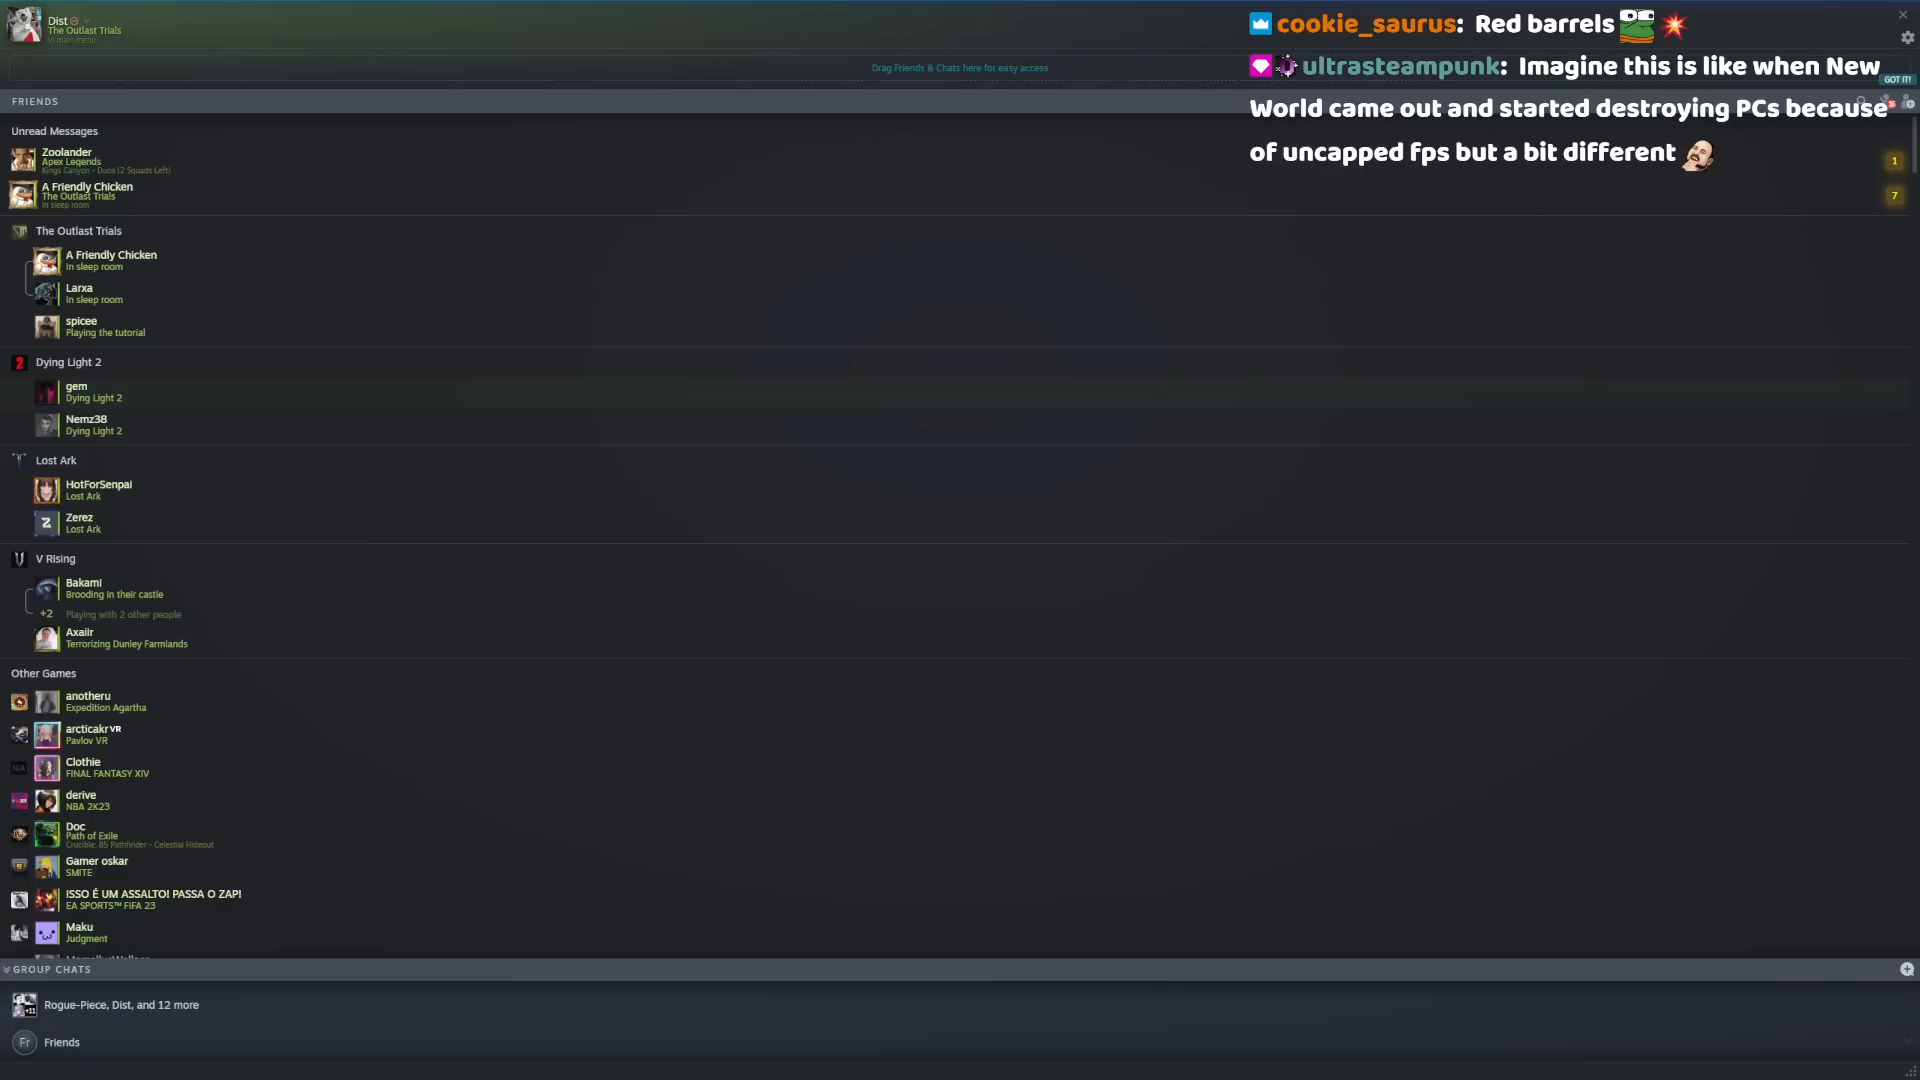 Dist
The Outlast Trials
In main menu
cookie_saurus: Red barrels
Drag Friends & Chats here for easy access
ultrasteampunk: Imagine this is like when New
GOT IT!
FRIENDS
16
World came out and started destroying PCs because
of uncapped fps but a bit different
Unread Messages
Zoolander
Apex Legends
Kings Canyon - Duos (2 Squads Left)
1
A Friendly Chicken
The Outlast Trials
In sleep room
7
The Outlast Trials
A Friendly Chicken
In sleep room
Larxa
In sleep room
spicee
Playing the tutorial
2
Dying Light 2
gem
Dying Light 2
Nemz38
Dying Light 2
Lost Ark
HotForSenpai
Lost Ark
Z
Zerez
Lost Ark
V Rising
Bakami
Brooding in their castle
+2
Playing with 2 other people
Axaiir
Terrorizing Dunley Farmlands
Other Games
anotheru
Expedition Agartha
arcticakr VR
Pavlov VR
N/A
Clothie
FINAL FANTASY XIV
derive
NBA 2K23
Doc
Path of Exile
Crucible: 85 Pathfinder - Celestial Hideout
Gamer oskar
SMITE
ISSO É UM ASSALTO! PASSA O ZAP!
EA SPORTS™ FIFA 23
Maku
Judgment
GROUP CHATS
+11
Rogue-Piece, Dist, and 12 more
Fr
Friends